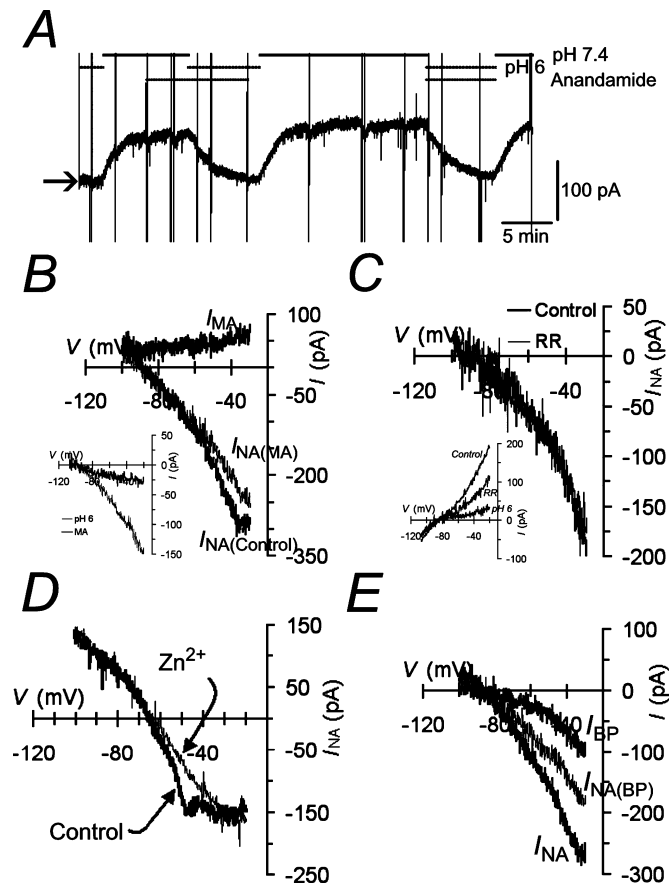 A
pH 7.4
pH 6
Anandamide
100 pA
5 min
B
100
I_MA
V (mV)
I (pA)
-120 -80 -40
-50
I_NA(MA)
-200
I_NA(Control)
-350
50
V (mV)
I (pA)
0
-120 -80 -40
-50
pH 6
MA
-100
-150
C
50
Control
RR
V (mV)
25
0
I_NA (pA)
-120 -80 -40
-50
-100
-150
-200
200
Control
V (mV)
100
RR
pH 6
0
-120 -80 -40
I (pA)
-100
D
150
Zn2+
50
V (mV)
I_NA (pA)
-120 -80 -40
-50
Control
-150
-250
E
100
V (mV)
I (pA)
0
-120 -80 -40
I_BP
-100
I_NA(BP)
-200
I_NA
-300